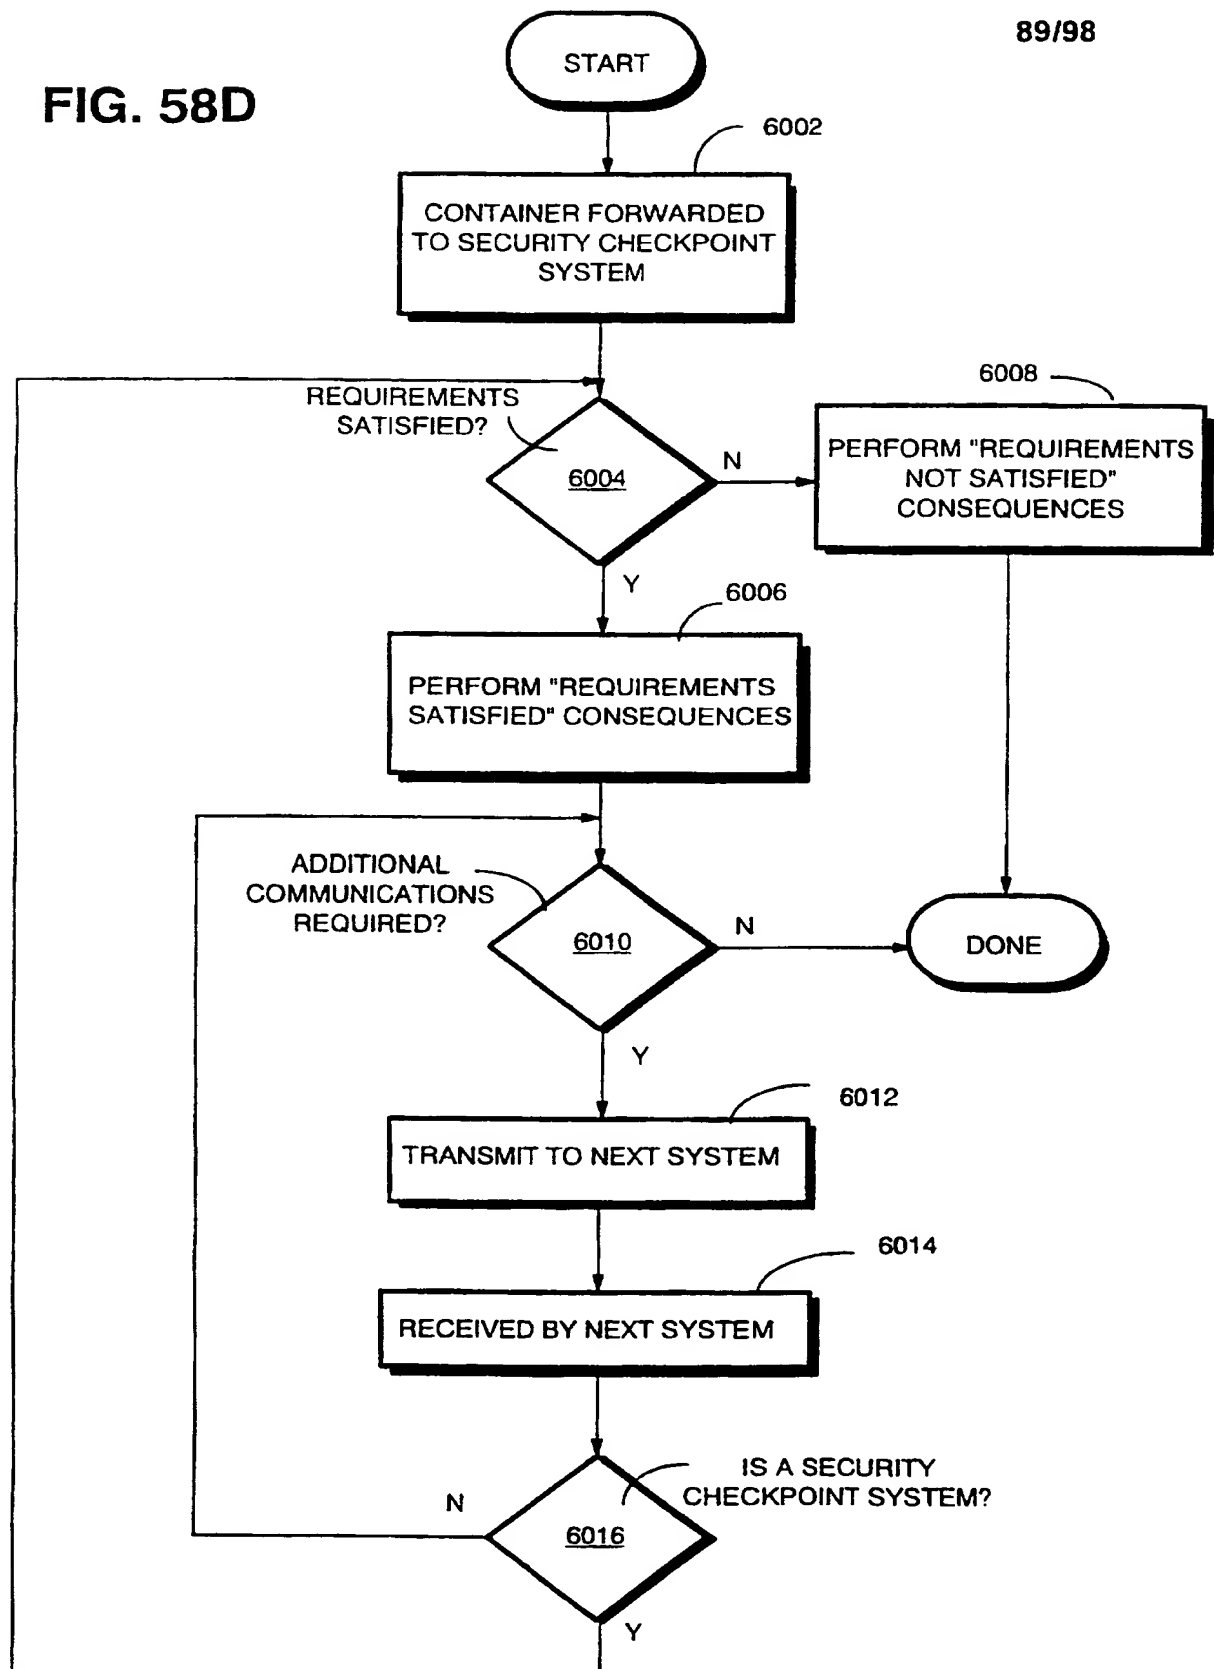 89/98
FIG. 58D
START
6002
CONTAINER FORWARDED
TO SECURITY CHECKPOINT
SYSTEM
REQUIREMENTS
SATISFIED?
6004
N
6008
PERFORM "REQUIREMENTS
NOT SATISFIED"
CONSEQUENCES
Y
6006
PERFORM "REQUIREMENTS
SATISFIED" CONSEQUENCES
ADDITIONAL
COMMUNICATIONS
REQUIRED?
6010
N
DONE
Y
6012
TRANSMIT TO NEXT SYSTEM
6014
RECEIVED BY NEXT SYSTEM
IS A SECURITY
CHECKPOINT SYSTEM?
N
6016
Y